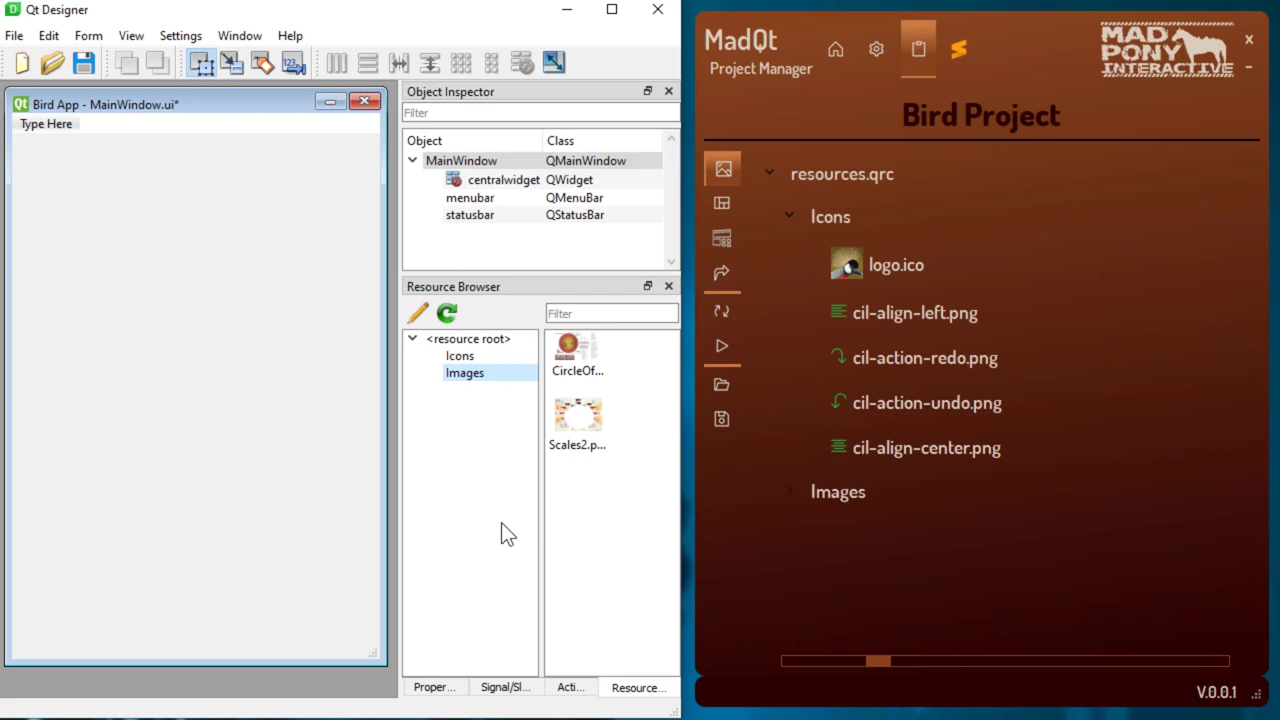 Qt Designer
File Edit Form View Settings Window Help
Qt Bird App - MainWindow.ui*
Type Here
Object Inspector
Filter
Object Class
MainWindow QMainWindow
centralwidget QWidget
menubar QMenuBar
statusbar QStatusBar
Resource Browser
Filter
<resource root>
Icons
Images
CircleOf...
Scales2.p...
Proper... Signal/Sl... Acti... Resource...
MadQt
Project Manager
MAD
PONY
INTERACTIVE
x
-
Bird Project
resources.qrc
Icons
logo.ico
cil-align-left.png
cil-action-redo.png
cil-action-undo.png
cil-align-center.png
Images
V.0.0.1